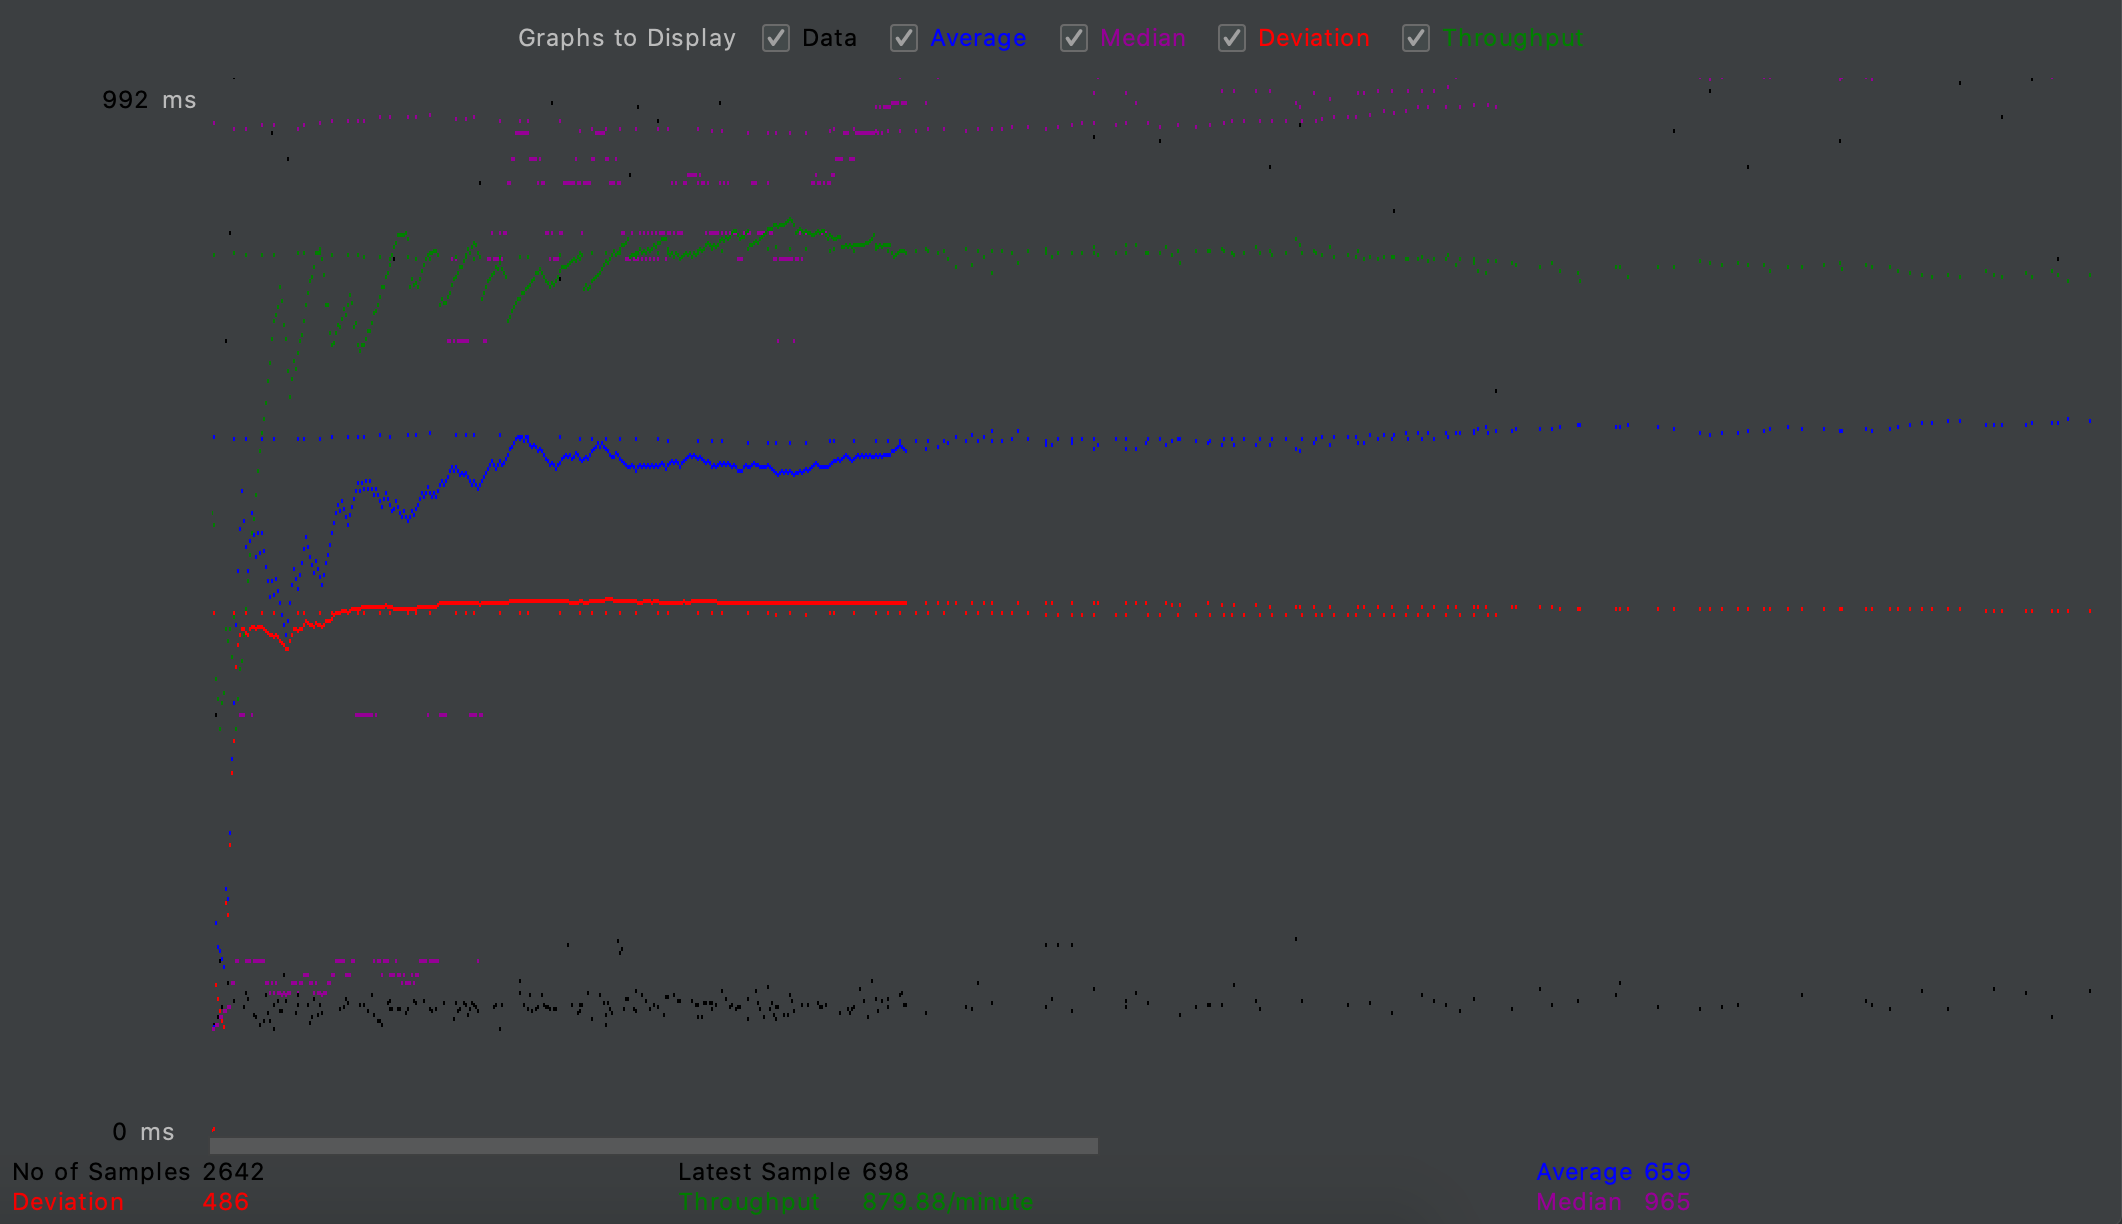 Graphs to Display Data Average Median Deviation Throughput
992 ms
0 ms
No of Samples 2642 Latest Sample 698 Average 659
Deviation 486 Throughput 879.88/minute Median 965